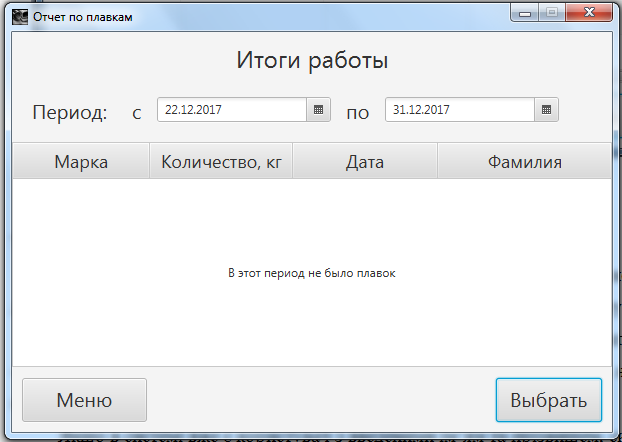 Отчет по плавкам
Итоги работы
Период: с 22.12.2017 по 31.12.2017
Марка Количество, кг Дата Фамилия
В этот период не было плавок
Меню Выбрать